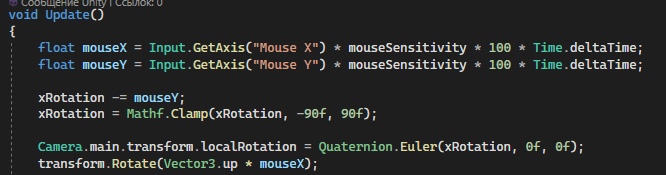 Сообщение Unity | Ссылок: 0
void Update()
{
float mouseX = Input.GetAxis("Mouse X") * mouseSensitivity * 100 * Time.deltaTime;
float mouseY = Input.GetAxis("Mouse Y") * mouseSensitivity * 100 * Time.deltaTime;
xRotation -= mouseY;
xRotation = Mathf.Clamp(xRotation, -90f, 90f);
Camera.main.transform.localRotation = Quaternion.Euler(xRotation, 0f, 0f);
transform.Rotate(Vector3.up * mouseX);